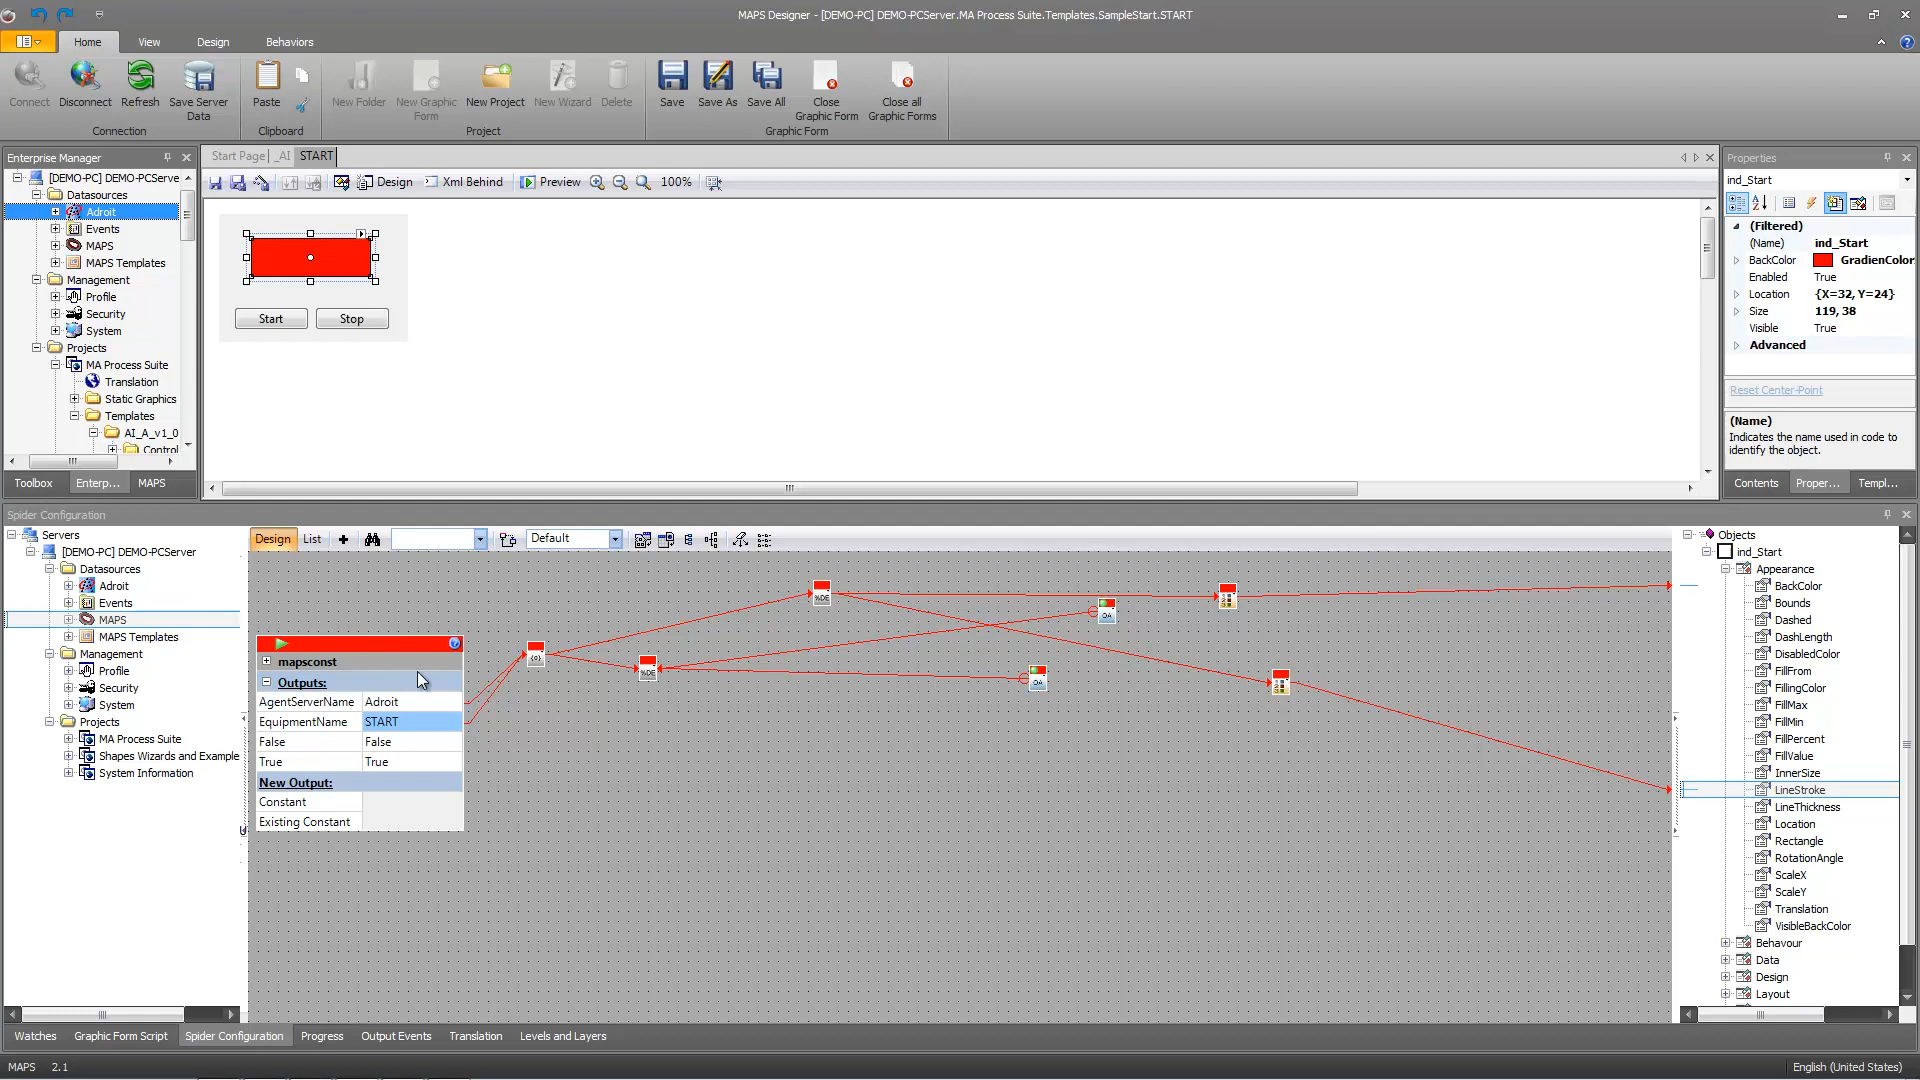 MAPS Designer - [DEMO-PC] DEMO-PCServer.MA Process Suite.Templates.SampleStart.START
Home View Design Behaviors
Connect Disconnect Refresh Save Server Data
Connection
Paste
Clipboard
New Folder New Graphic Form New Project New Wizard Delete
Project
Save Save As Save All Close Graphic Form Close all Graphic Forms
Graphic Form
Enterprise Manager
[DEMO-PC] DEMO-PCServe
Datasources
Adroit
Events
MAPS
MAPS Templates
Management
Profile
Security
System
Projects
MA Process Suite
Translation
Static Graphics
Templates
AI_A_v1_0
Control
Toolbox Enterp... MAPS
Start Page _AI START
Design Xml Behind Preview 100%
Start Stop
Properties
ind_Start
(Filtered)
(Name) ind_Start
BackColor GradienColor
Enabled True
Location {X=32, Y=24}
Size 119, 38
Visible True
Advanced
Reset Center-Point
(Name)
Indicates the name used in code to
identify the object.
Contents Proper... Templ...
Spider Configuration
Servers
[DEMO-PC] DEMO-PCServer
Datasources
Adroit
Events
MAPS
MAPS Templates
Management
Profile
Security
System
Projects
MA Process Suite
Shapes Wizards and Example
System Information
Design List Default
mapsconst
Outputs:
AgentServerName Adroit
EquipmentName START
False False
True True
New Output:
Constant
Existing Constant
{0}
%DE
%DE
OA
OA
Objects
ind_Start
Appearance
BackColor
Bounds
Dashed
DashLength
DisabledColor
FillFrom
FillingColor
FillMax
FillMin
FillPercent
FillValue
InnerSize
LineStroke
LineThickness
Location
Rectangle
RotationAngle
ScaleX
ScaleY
Translation
VisibleBackColor
Behaviour
Data
Design
Layout
Watches Graphic Form Script Spider Configuration Progress Output Events Translation Levels and Layers
MAPS 2.1
English (United States)